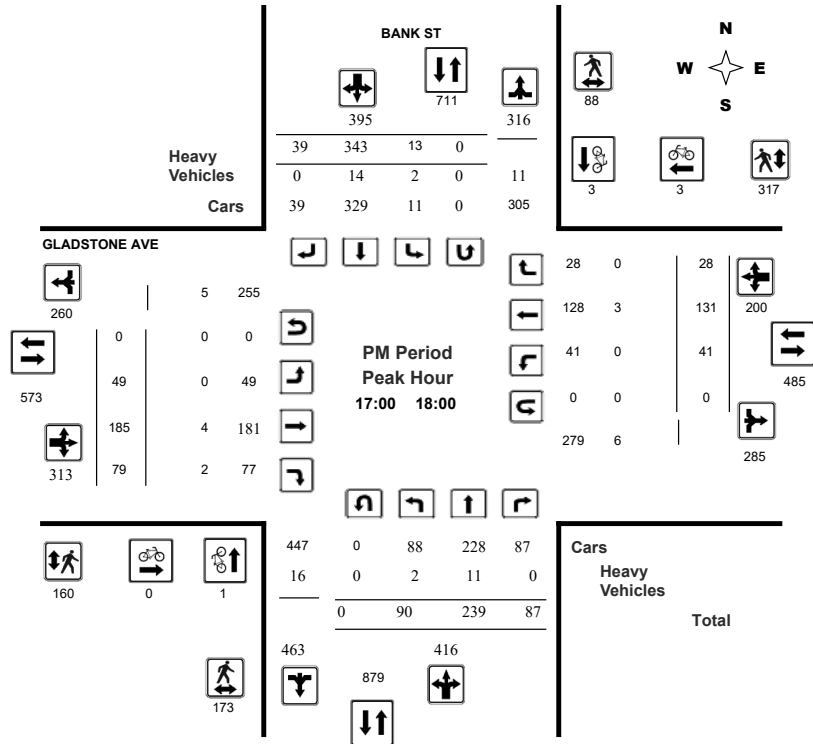 BANK ST
N
W E
S
711
88
395 316
39 343 13 0
Heavy
Vehicles
0 14 2 0 11
3 3 317
Cars 39 329 11 0 305
GLADSTONE AVE
260
5 255
28 0 28
200
0 0 0
128 3 131
573
PM Period
Peak Hour
17:00 18:00
49 0 49
41 0 41
485
185 4 181
0 0 0
313
79 2 77
279 6
285
447 0 88 228 87 Cars
16 0 2 11 0 Heavy
Vehicles
160 0 1
0 90 239 87 Total
463 416
879
173